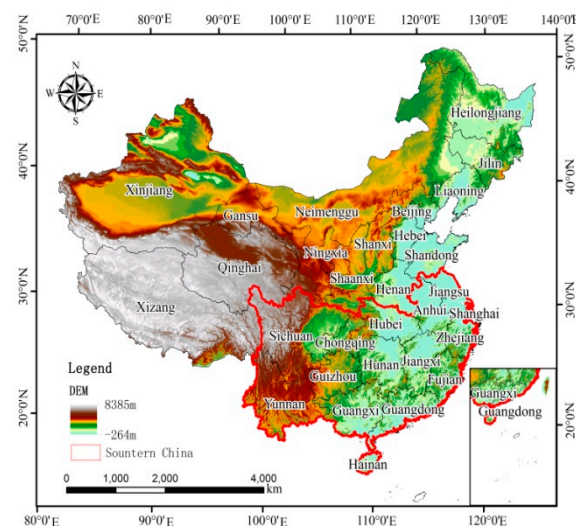 70°0'E 80°0'E 90°0'E 100°0'E 110°0'E 120°0'E 130°0'E 140°0'E
50°0'N 50°0'N
N
W E
S
Heilongjiang
40°0'N Jilin 40°0'N
Xinjiang Liaoning
Gansu Neimenggu Beijing
Hebei
Ningxia Shanxi Shandong
Qinghai Shaanxi
30°0'N Henan Jiangsu 30°0'N
Xizang Anhui Shanghai
Sichuan Hubei
Chongqing Zhejiang
Hunan Jiangxi
Guizhou Fujian
Yunnan
Guangxi Guangdong
Hainan
Legend
DEM
8385m
-264m
Sountern China
Guangxi
Guangdong
20°0'N 20°0'N
0 1,000 2,000 4,000
km
80°0'E 90°0'E 100°0'E 110°0'E 120°0'E